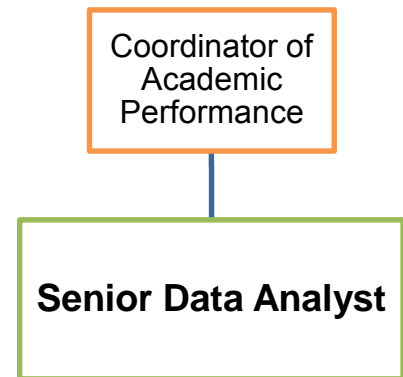 Coordinator of
Academic
Performance
Senior Data Analyst